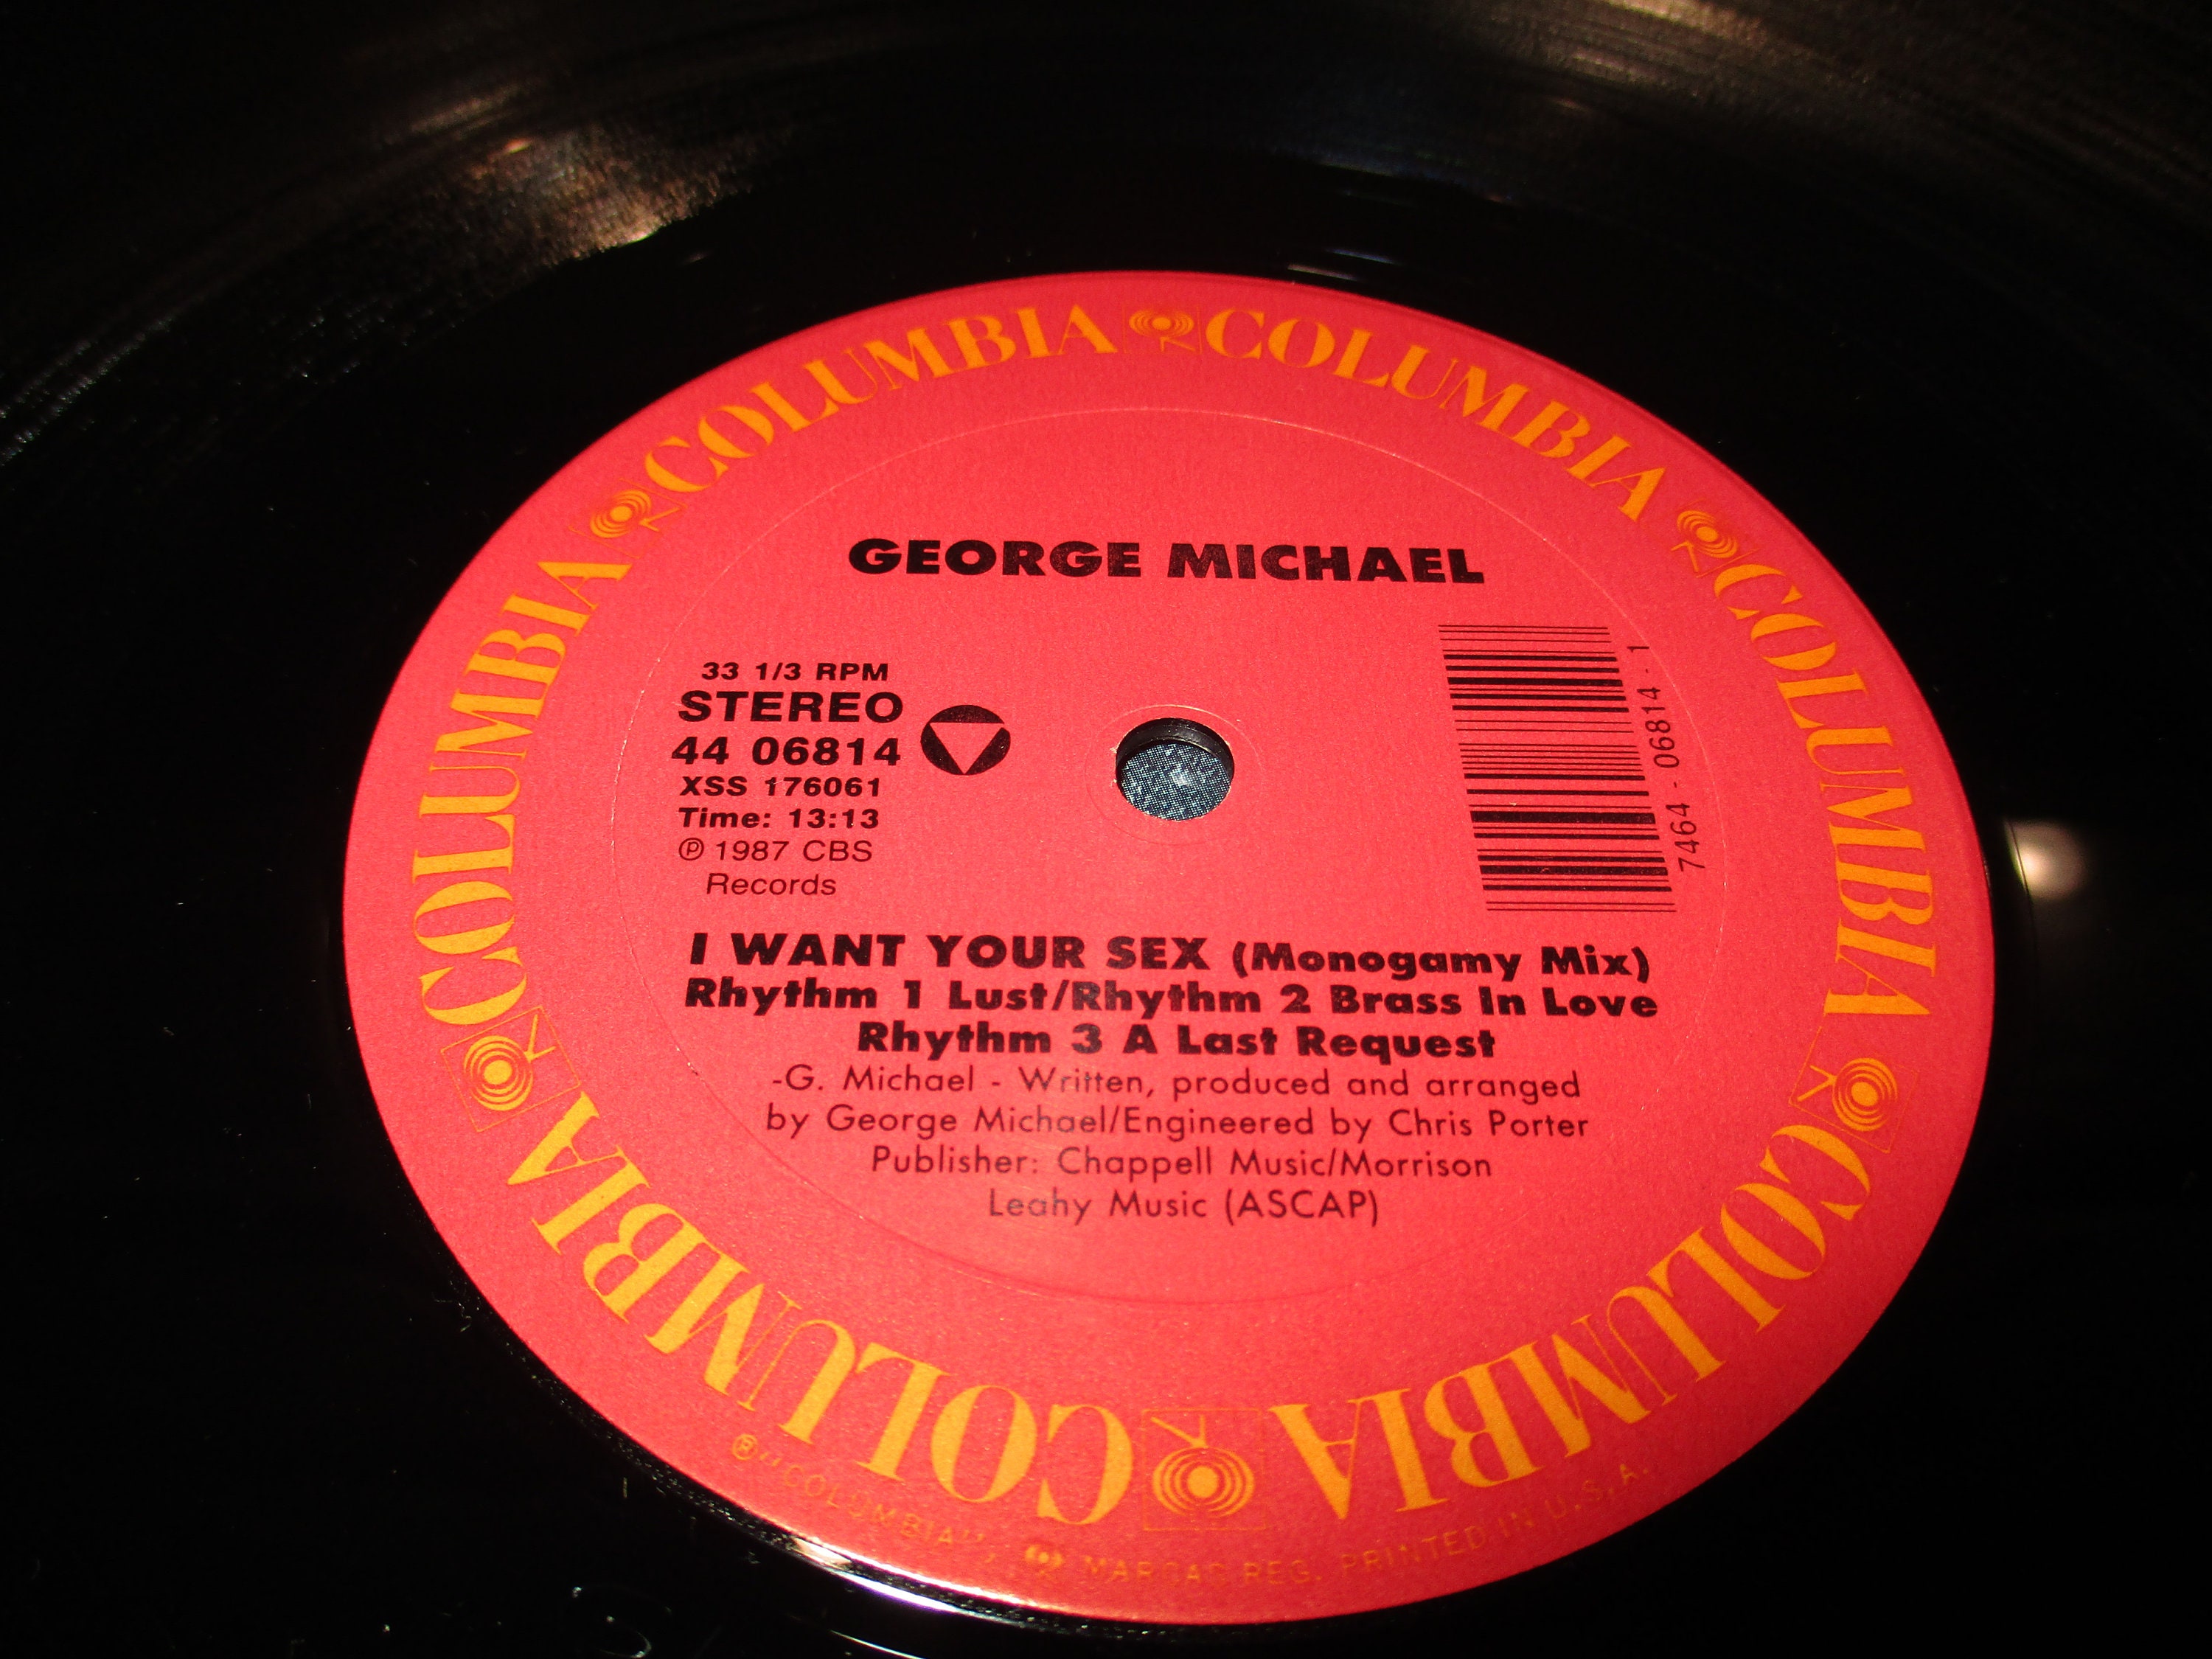 COLUMBIA COLUMBIA COLUMBIA COLUMBIA COLUMBIA COLUMBIA COLUMBIA
GEORGE MICHAEL
33 1/3 RPM
STEREO
44 06814
XSS 176061
Time: 13:13
℗ 1987 CBS
Records
7464 - 06814 - 1
I WANT YOUR SEX (Monogamy Mix)
Rhythm 1 Lust/Rhythm 2 Brass In Love
Rhythm 3 A Last Request
-G. Michael - Written, produced and arranged
by George Michael/Engineered by Chris Porter
Publisher: Chappell Music/Morrison
Leahy Music (ASCAP)
® "COLUMBIA", MARCAS REG. PRINTED IN U.S.A.